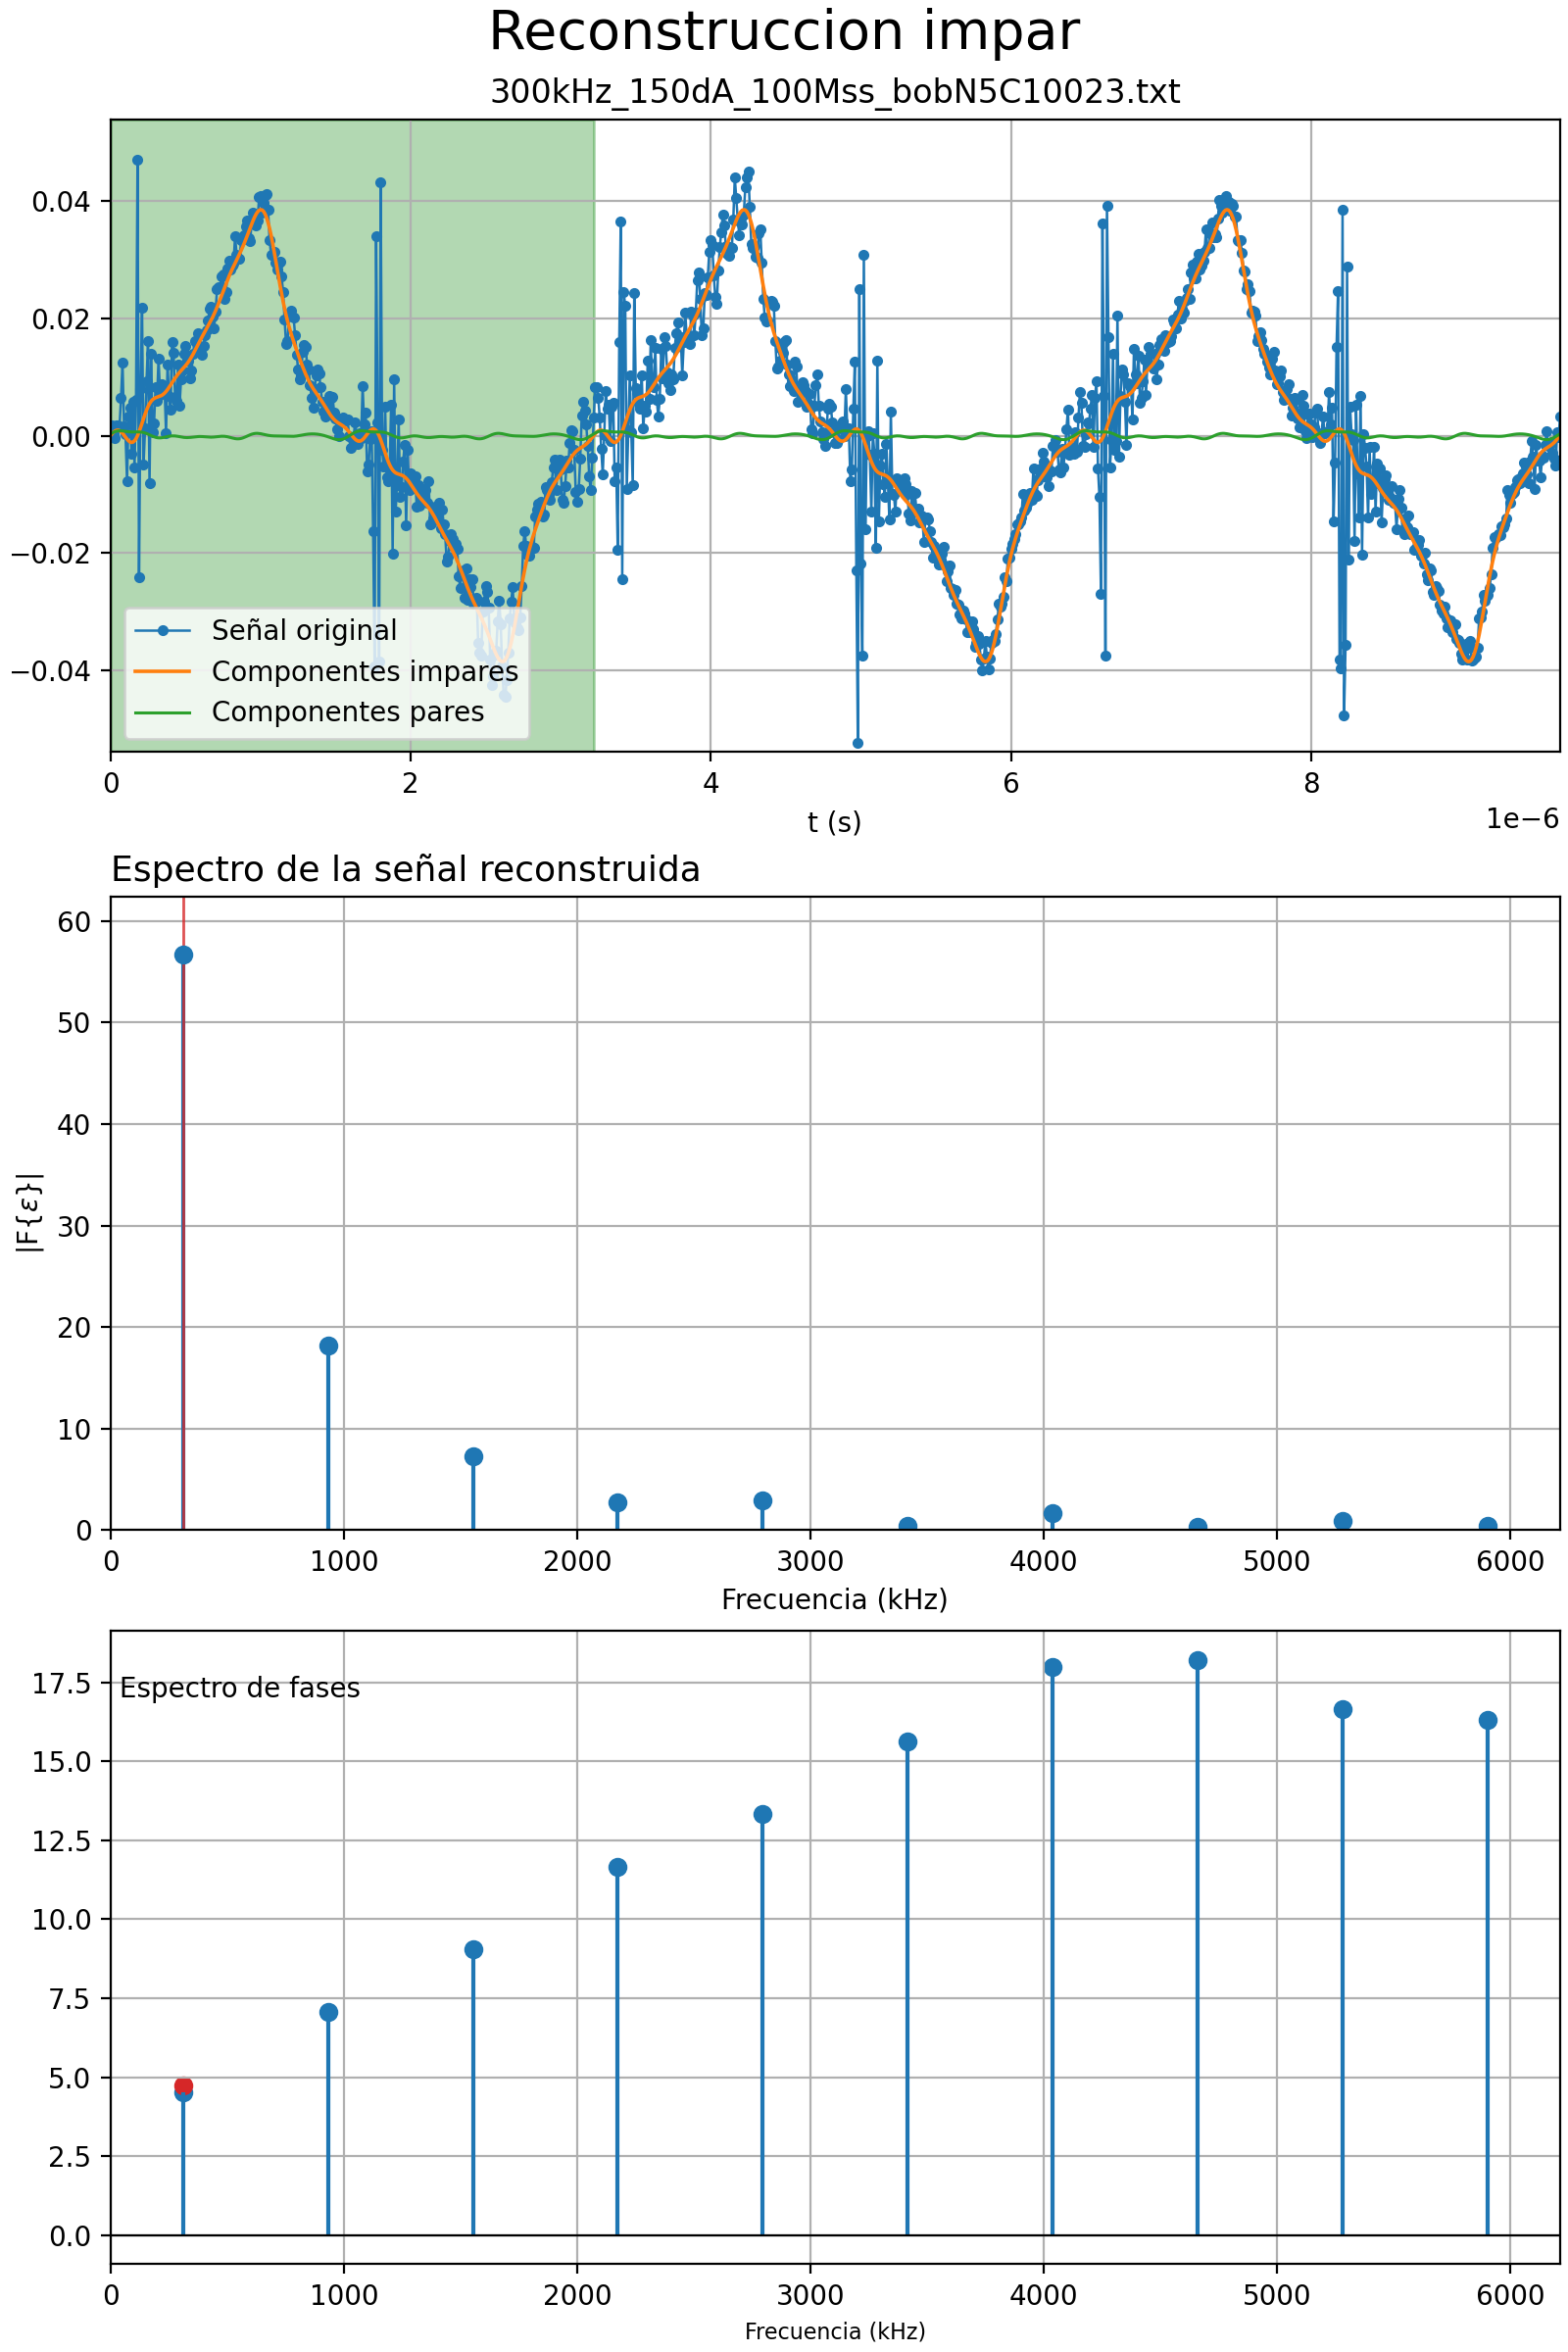 Reconstruccion impar
300kHz_150dA_100Mss_bobN5C10023.txt
0.04
0.02
0.00
−0.02
−0.04
Señal original
Componentes impares
Componentes pares
0 2 4 6 8
t (s)
1e−6
Espectro de la señal reconstruida
60
50
40
30
20
10
0
|F{ε}|
0 1000 2000 3000 4000 5000 6000
Frecuencia (kHz)
Espectro de fases
17.5
15.0
12.5
10.0
7.5
5.0
2.5
0.0
0 1000 2000 3000 4000 5000 6000
Frecuencia (kHz)